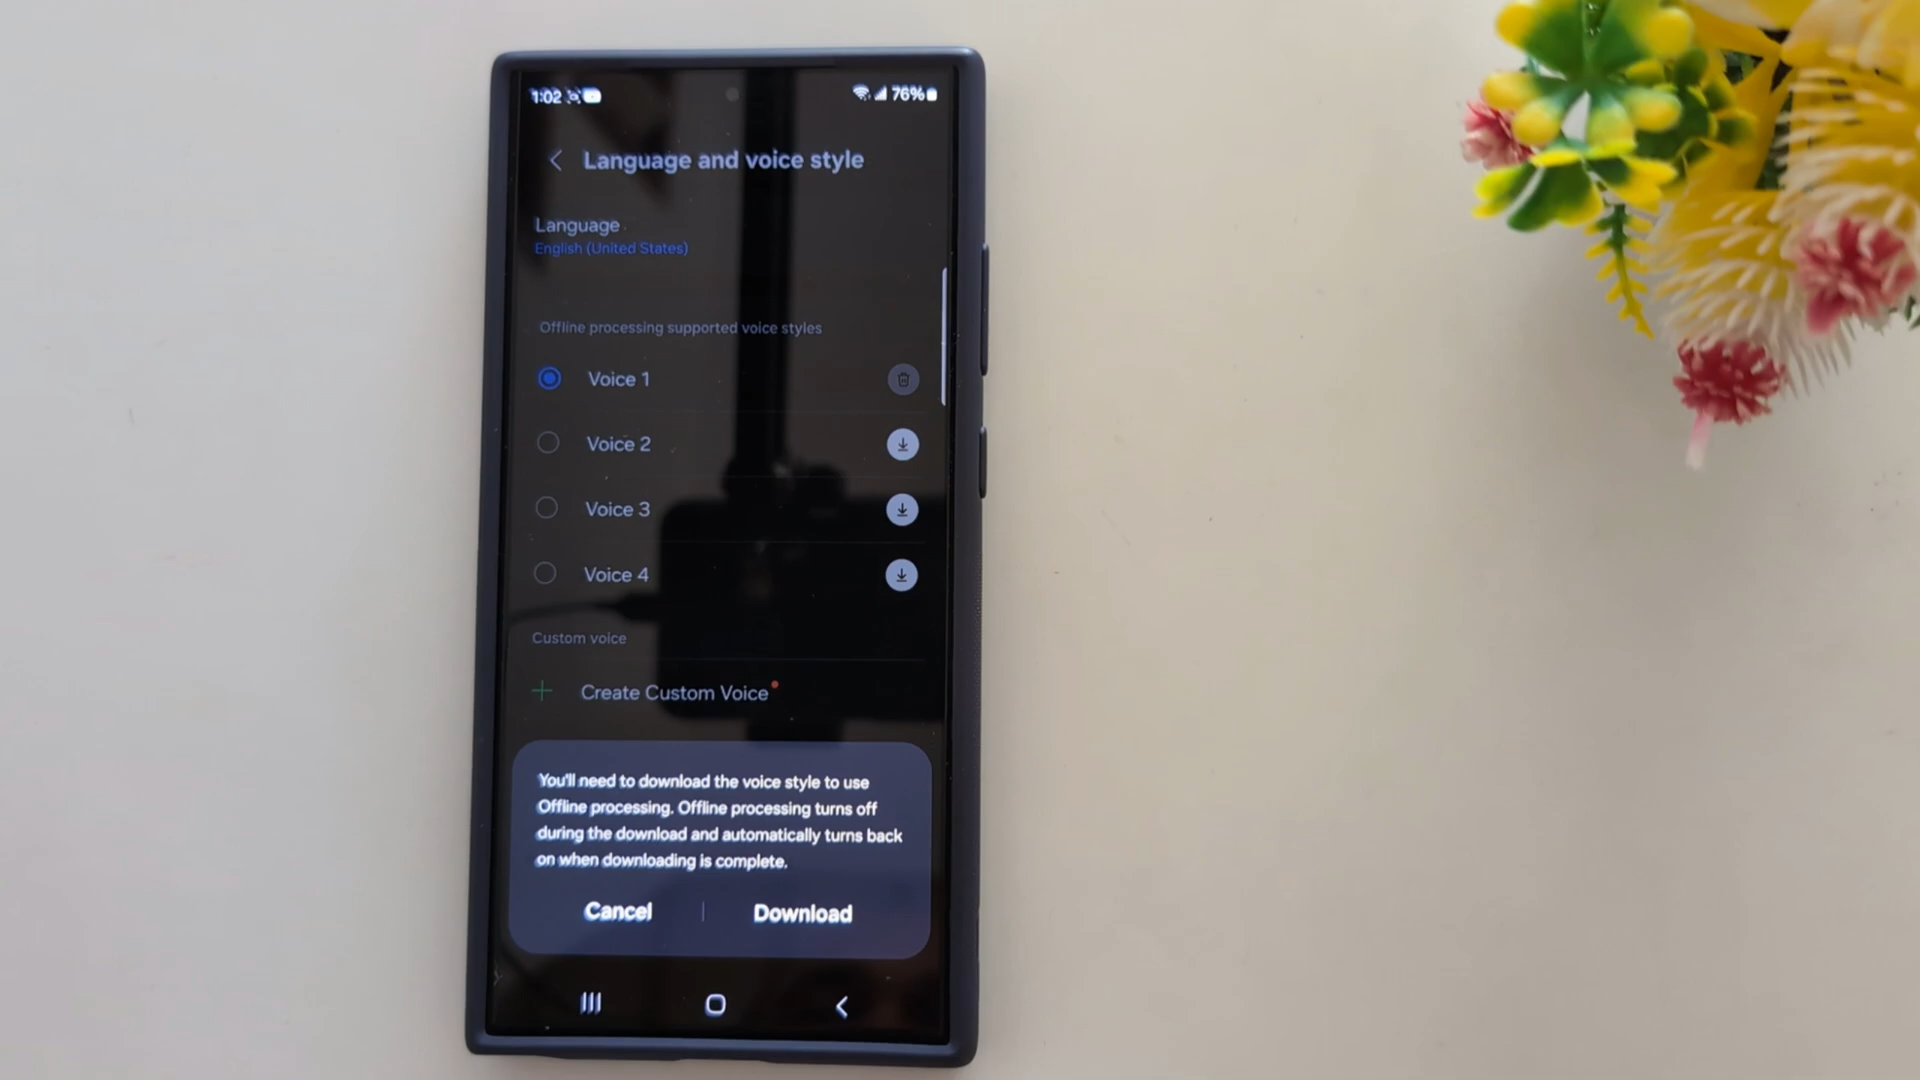 1:02
76%
Language and voice style
Language
English (United States)
Offline processing supported voice styles
Voice 1
Voice 2
Voice 3
Voice 4
Custom voice
Create Custom Voice
You'll need to download the voice style to use
Offline processing. Offline processing turns off
during the download and automatically turns back
on when downloading is complete.
Cancel
Download